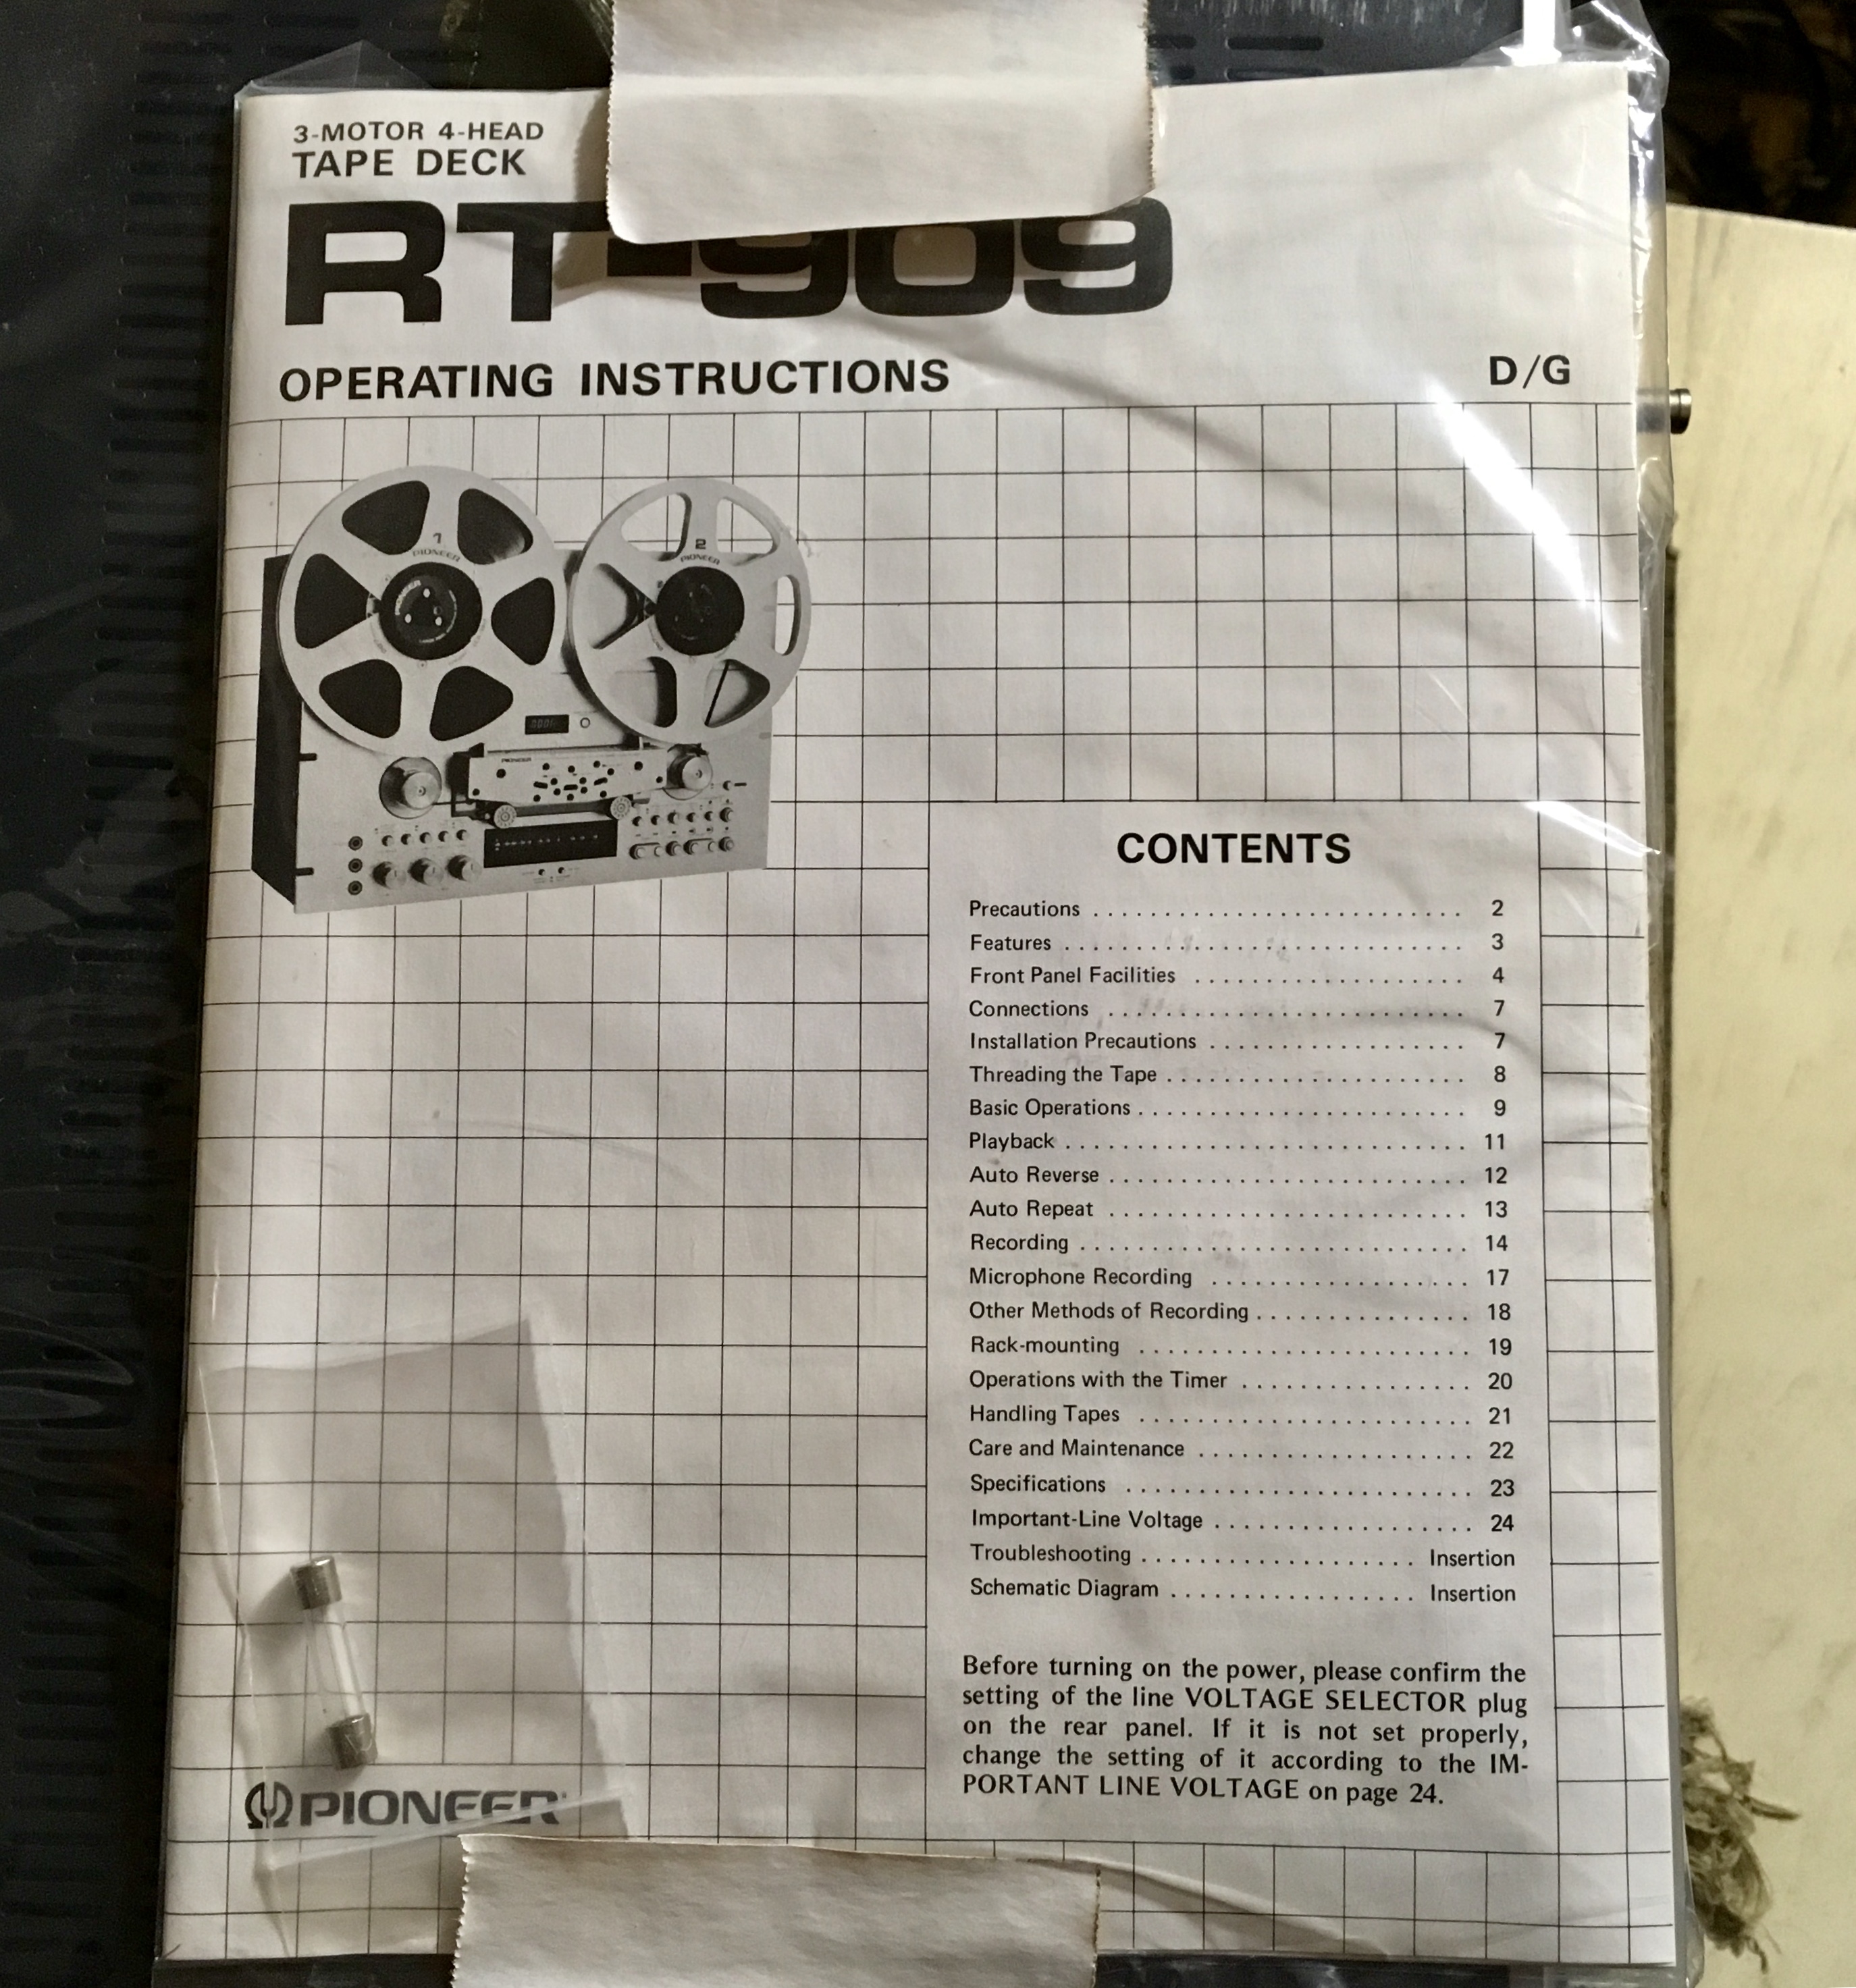 3-MOTOR 4-HEAD
TAPE DECK
RT-909
OPERATING INSTRUCTIONS D/G
1
PIONEER
2
PIONEER
PIONEER
CONTENTS
Precautions . . . . . . . . . . . . . . . . . . . . . . . . . . 2
Features . . . . . . . . . . . . . . . . . . . . . . . . . . . . 3
Front Panel Facilities . . . . . . . . . . . . . . . . . . . 4
Connections . . . . . . . . . . . . . . . . . . . . . . . . . 7
Installation Precautions . . . . . . . . . . . . . . . . . . 7
Threading the Tape . . . . . . . . . . . . . . . . . . . . . 8
Basic Operations . . . . . . . . . . . . . . . . . . . . . . . 9
Playback . . . . . . . . . . . . . . . . . . . . . . . . . . . . 11
Auto Reverse . . . . . . . . . . . . . . . . . . . . . . . . . 12
Auto Repeat . . . . . . . . . . . . . . . . . . . . . . . . . 13
Recording . . . . . . . . . . . . . . . . . . . . . . . . . . . 14
Microphone Recording . . . . . . . . . . . . . . . . . . 17
Other Methods of Recording . . . . . . . . . . . . . . . 18
Rack-mounting . . . . . . . . . . . . . . . . . . . . . . . 19
Operations with the Timer . . . . . . . . . . . . . . . . 20
Handling Tapes . . . . . . . . . . . . . . . . . . . . . . . 21
Care and Maintenance . . . . . . . . . . . . . . . . . . . 22
Specifications . . . . . . . . . . . . . . . . . . . . . . . . 23
Important-Line Voltage . . . . . . . . . . . . . . . . . . 24
Troubleshooting . . . . . . . . . . . . . . . . . . . Insertion
Schematic Diagram . . . . . . . . . . . . . . . . . Insertion
Before turning on the power, please confirm the
setting of the line VOLTAGE SELECTOR plug
on the rear panel. If it is not set properly,
change the setting of it according to the IM-
PORTANT LINE VOLTAGE on page 24.
PIONEER